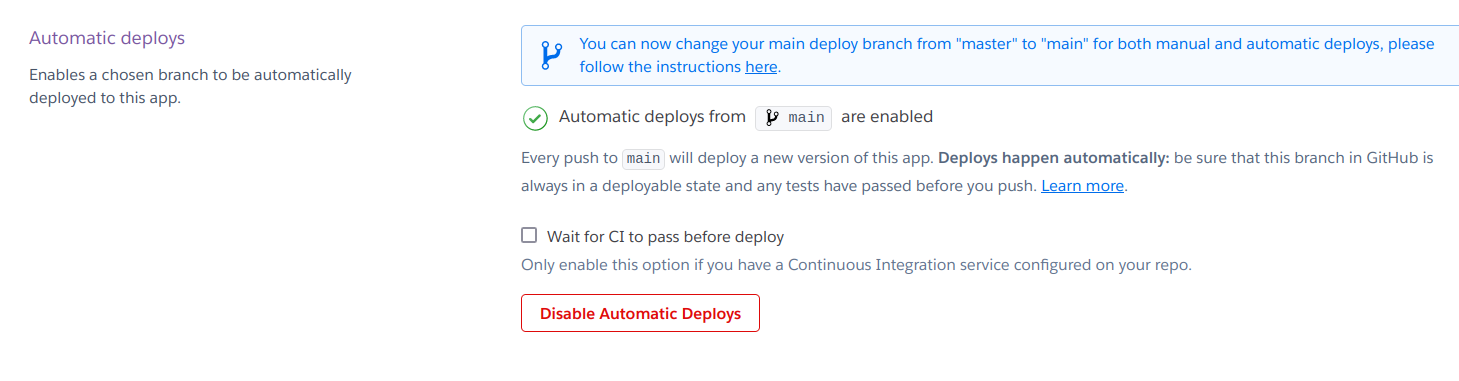 Automatic deploys
Enables a chosen branch to be automatically
deployed to this app.
You can now change your main deploy branch from "master" to "main" for both manual and automatic deploys, please
follow the instructions here.
Automatic deploys from main are enabled
Every push to main will deploy a new version of this app. Deploys happen automatically: be sure that this branch in GitHub is
always in a deployable state and any tests have passed before you push. Learn more.
Wait for CI to pass before deploy
Only enable this option if you have a Continuous Integration service configured on your repo.
Disable Automatic Deploys